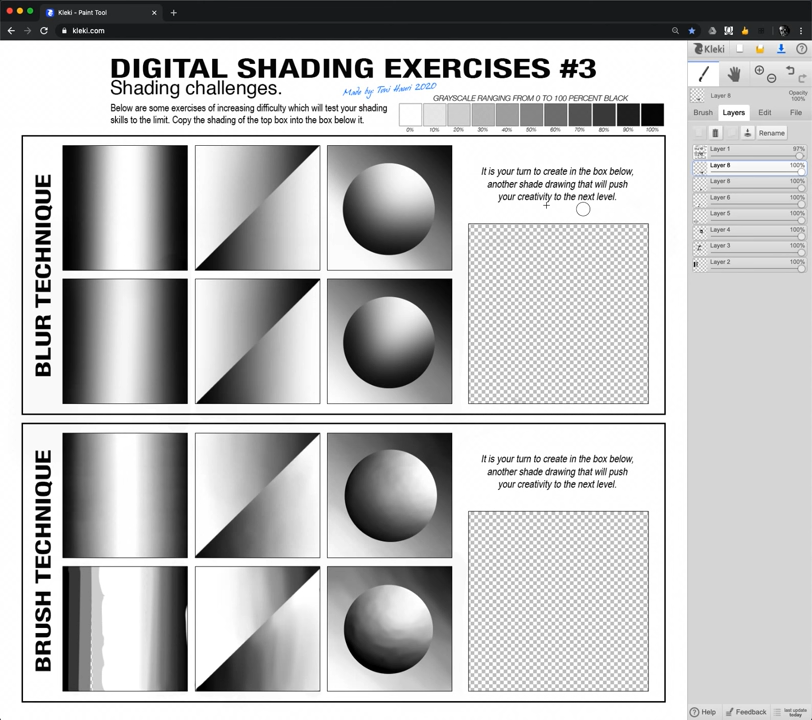 Kleki - Paint Tool
kleki.com
Kleki
DIGITAL SHADING EXERCISES #3
Shading challenges.
Made by Toni Hauri 2020
Below are some exercises of increasing difficulty which will test your shading
skills to the limit. Copy the shading of the top box into the box below it.
GRAYSCALE RANGING FROM 0 TO 100 PERCENT BLACK
0% 10% 20% 30% 40% 50% 60% 70% 80% 90% 100%
BLUR TECHNIQUE
It is your turn to create in the box below,
another shade drawing that will push
your creativity to the next level.
BRUSH TECHNIQUE
It is your turn to create in the box below,
another shade drawing that will push
your creativity to the next level.
Layer 8
Opacity
100%
Brush Layers Edit File
Rename
Layer 1 97%
Layer 8 100%
Layer 8 100%
Layer 6 100%
Layer 5 100%
Layer 4 100%
Layer 3 100%
Layer 2 100%
Help
Feedback
last update
today